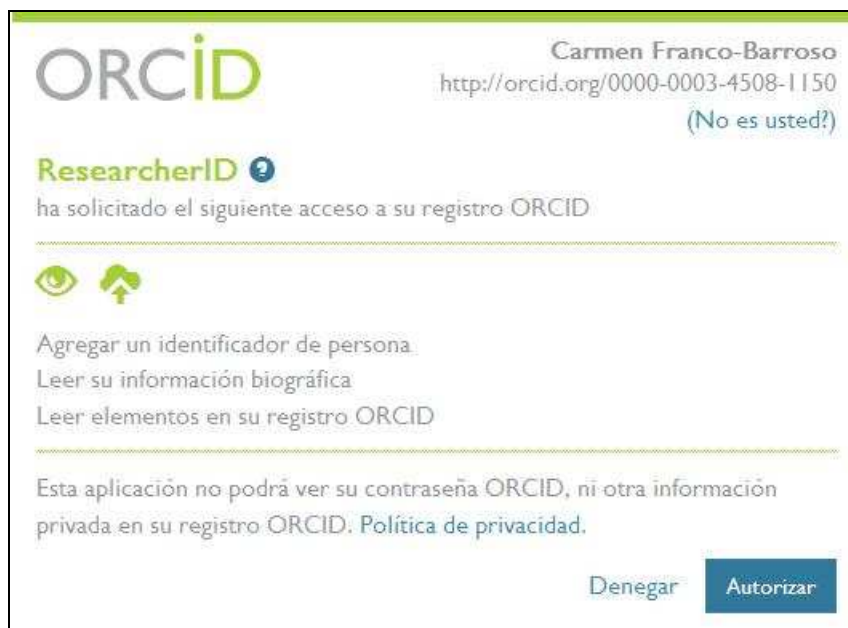 ORCiD
Carmen Franco-Barroso
http://orcid.org/0000-0003-4508-1150
(No es usted?)
ResearcherID ?
ha solicitado el siguiente acceso a su registro ORCID
Agregar un identificador de persona
Leer su información biográfica
Leer elementos en su registro ORCID
Esta aplicación no podrá ver su contraseña ORCID, ni otra información
privada en su registro ORCID. Política de privacidad.
Denegar Autorizar